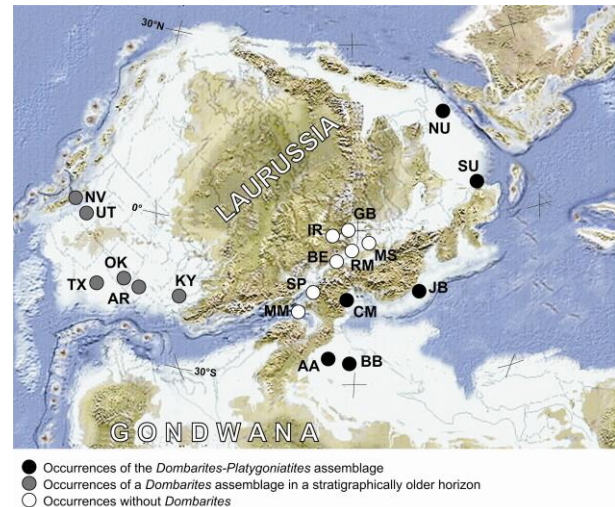 30°N
NU
SU
LAURUSSIA
NV
UT
0°
GB
IR
MS
BE
RM
OK
TX
AR
KY
SP
JB
MM
CM
30°S
AA
BB
GONDWANA
Occurrences of the Dombarites-Platygoniatites assemblage
Occurrences of a Dombarites assemblage in a stratigraphically older horizon
Occurrences without Dombarites